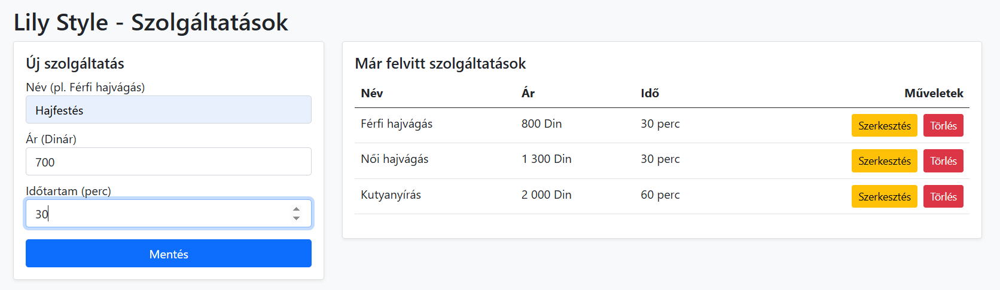 Lily Style - Szolgáltatások
Új szolgáltatás
Név (pl. Férfi hajvágás)
Hajfestés
Ár (Dinár)
700
Időtartam (perc)
30
Mentés
Már felvitt szolgáltatások
Név Ár Idő Műveletek
Férfi hajvágás 800 Din 30 perc Szerkesztés Törlés
Női hajvágás 1 300 Din 30 perc Szerkesztés Törlés
Kutyanyírás 2 000 Din 60 perc Szerkesztés Törlés